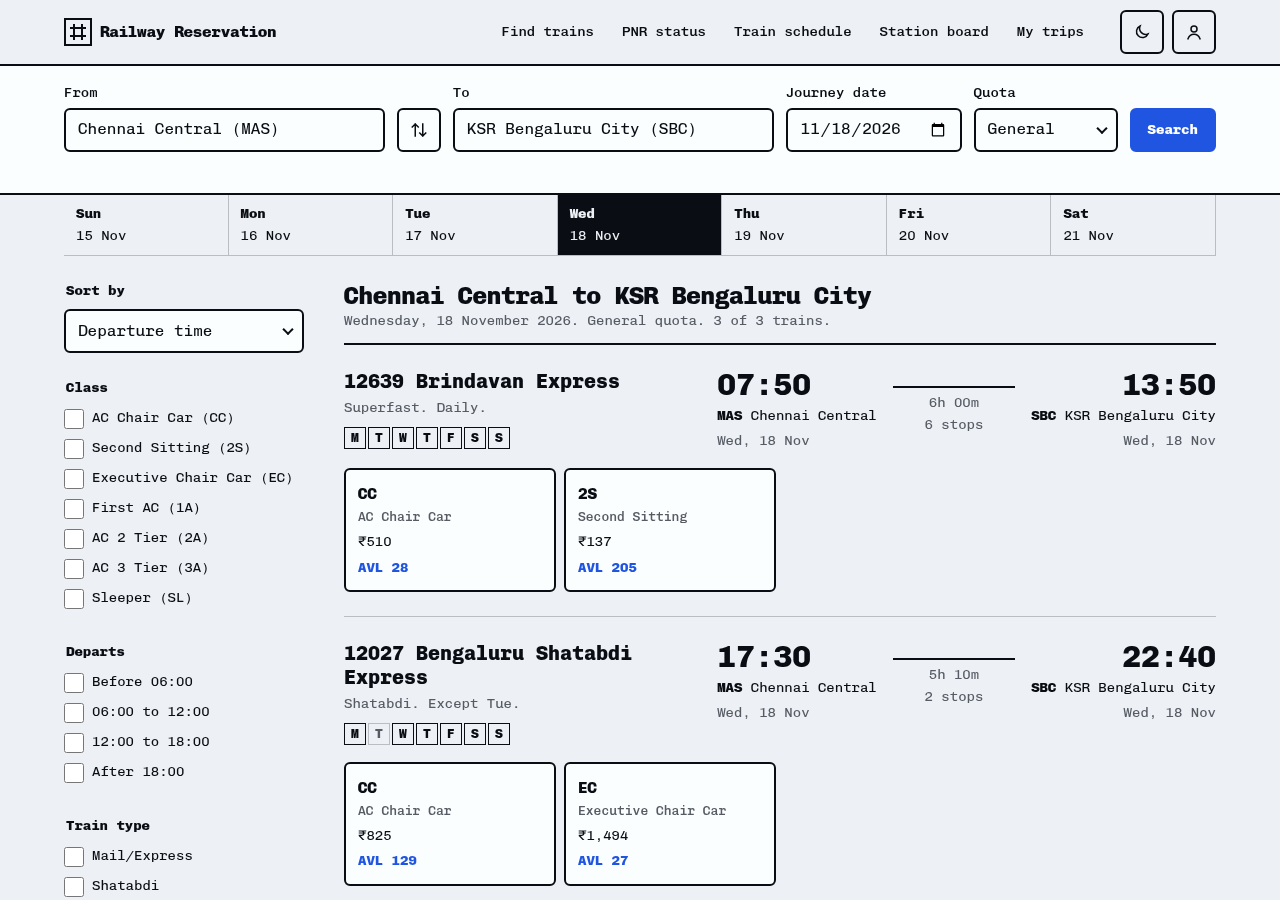 Railway Reservation
Find trains
PNR status
Train schedule
Station board
My trips
From
Chennai Central (MAS)
To
KSR Bengaluru City (SBC)
Journey date
11/18/2026
Quota
General
Search
Sun
15 Nov
Mon
16 Nov
Tue
17 Nov
Wed
18 Nov
Thu
19 Nov
Fri
20 Nov
Sat
21 Nov
Sort by
Departure time
Class
AC Chair Car (CC)
Second Sitting (2S)
Executive Chair Car (EC)
First AC (1A)
AC 2 Tier (2A)
AC 3 Tier (3A)
Sleeper (SL)
Departs
Before 06:00
06:00 to 12:00
12:00 to 18:00
After 18:00
Train type
Mail/Express
Shatabdi
Chennai Central to KSR Bengaluru City
Wednesday, 18 November 2026. General quota. 3 of 3 trains.
12639 Brindavan Express
Superfast. Daily.
M T W T F S S
07:50
MAS Chennai Central
Wed, 18 Nov
6h 00m
6 stops
13:50
SBC KSR Bengaluru City
Wed, 18 Nov
CC
AC Chair Car
₹510
AVL 28
2S
Second Sitting
₹137
AVL 205
12027 Bengaluru Shatabdi
Express
Shatabdi. Except Tue.
M T W T F S S
17:30
MAS Chennai Central
Wed, 18 Nov
5h 10m
2 stops
22:40
SBC KSR Bengaluru City
Wed, 18 Nov
CC
AC Chair Car
₹825
AVL 129
EC
Executive Chair Car
₹1,494
AVL 27